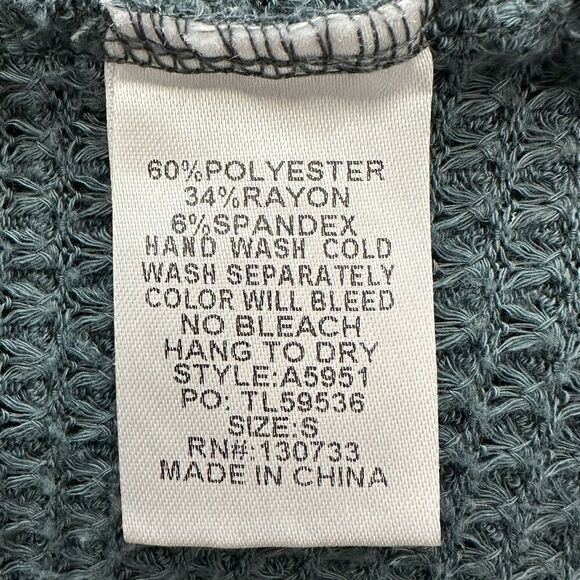 60%POLYESTER
34%RAYON
6%SPANDEX
HAND WASH COLD
WASH SEPARATELY
COLOR WILL BLEED
NO BLEACH
HANG TO DRY
STYLE:A5951
PO: TL59536
SIZE:S
RN#:130733
MADE IN CHINA